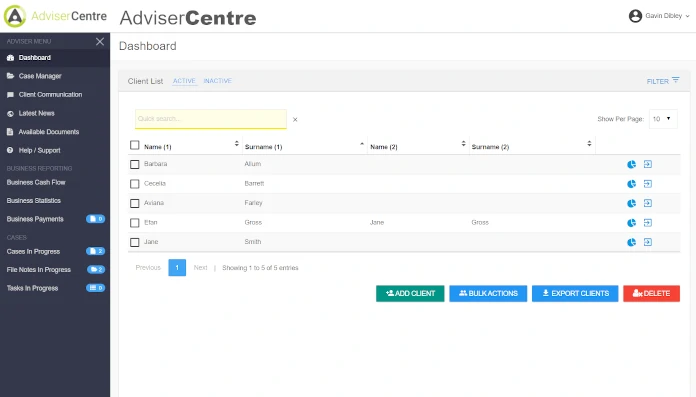 AdviserCentre
AdviserCentre
Gavin Dibley
ADVISER MENU
Dashboard
Case Manager
Client Communication
Latest News
Available Documents
Help / Support
BUSINESS REPORTING
Business Cash Flow
Business Statistics
Business Payments 0
CASES
Cases In Progress
File Notes In Progress 2
Tasks In Progress
Dashboard
Client List ACTIVE INACTIVE FILTER
Quick search...
Show Per Page: 10
Name (1) Surname (1) Name (2) Surname (2)
Barbara Allum
Cecelia Barrett
Aviana Farley
Efan Gross Jane Gross
Jane Smith
Previous 1 Next | Showing 1 to 5 of 5 entries
ADD CLIENT BULK ACTIONS EXPORT CLIENTS DELETE